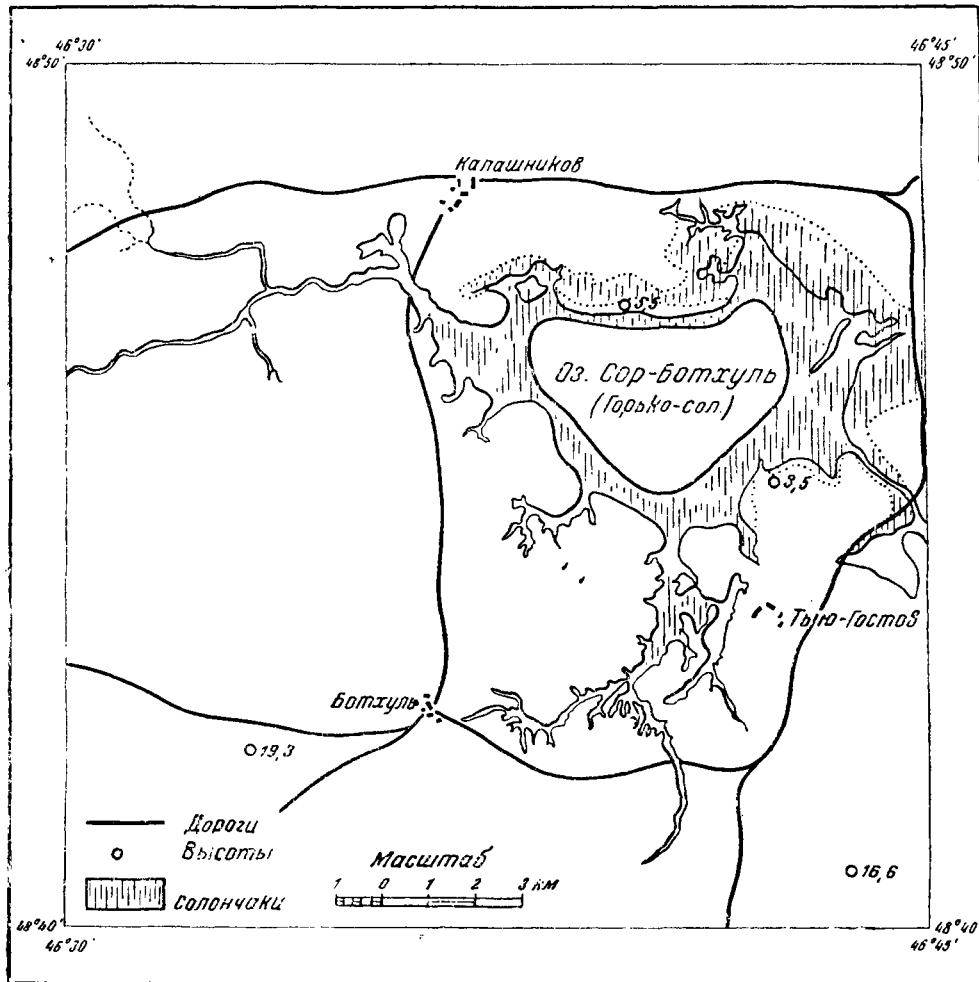 46°30'
46°45'
48°50'
48°50'
Калашников
5,5
Оз. Сор-Ботхуль
(Горько-сол.)
3,5
Тыю-Гостов
Ботхуль
19,3
Дороги
Высоты
Солончаки
Масштаб
1 0 1 2 3 км
16,6
48°40'
48°40'
46°30'
46°45'